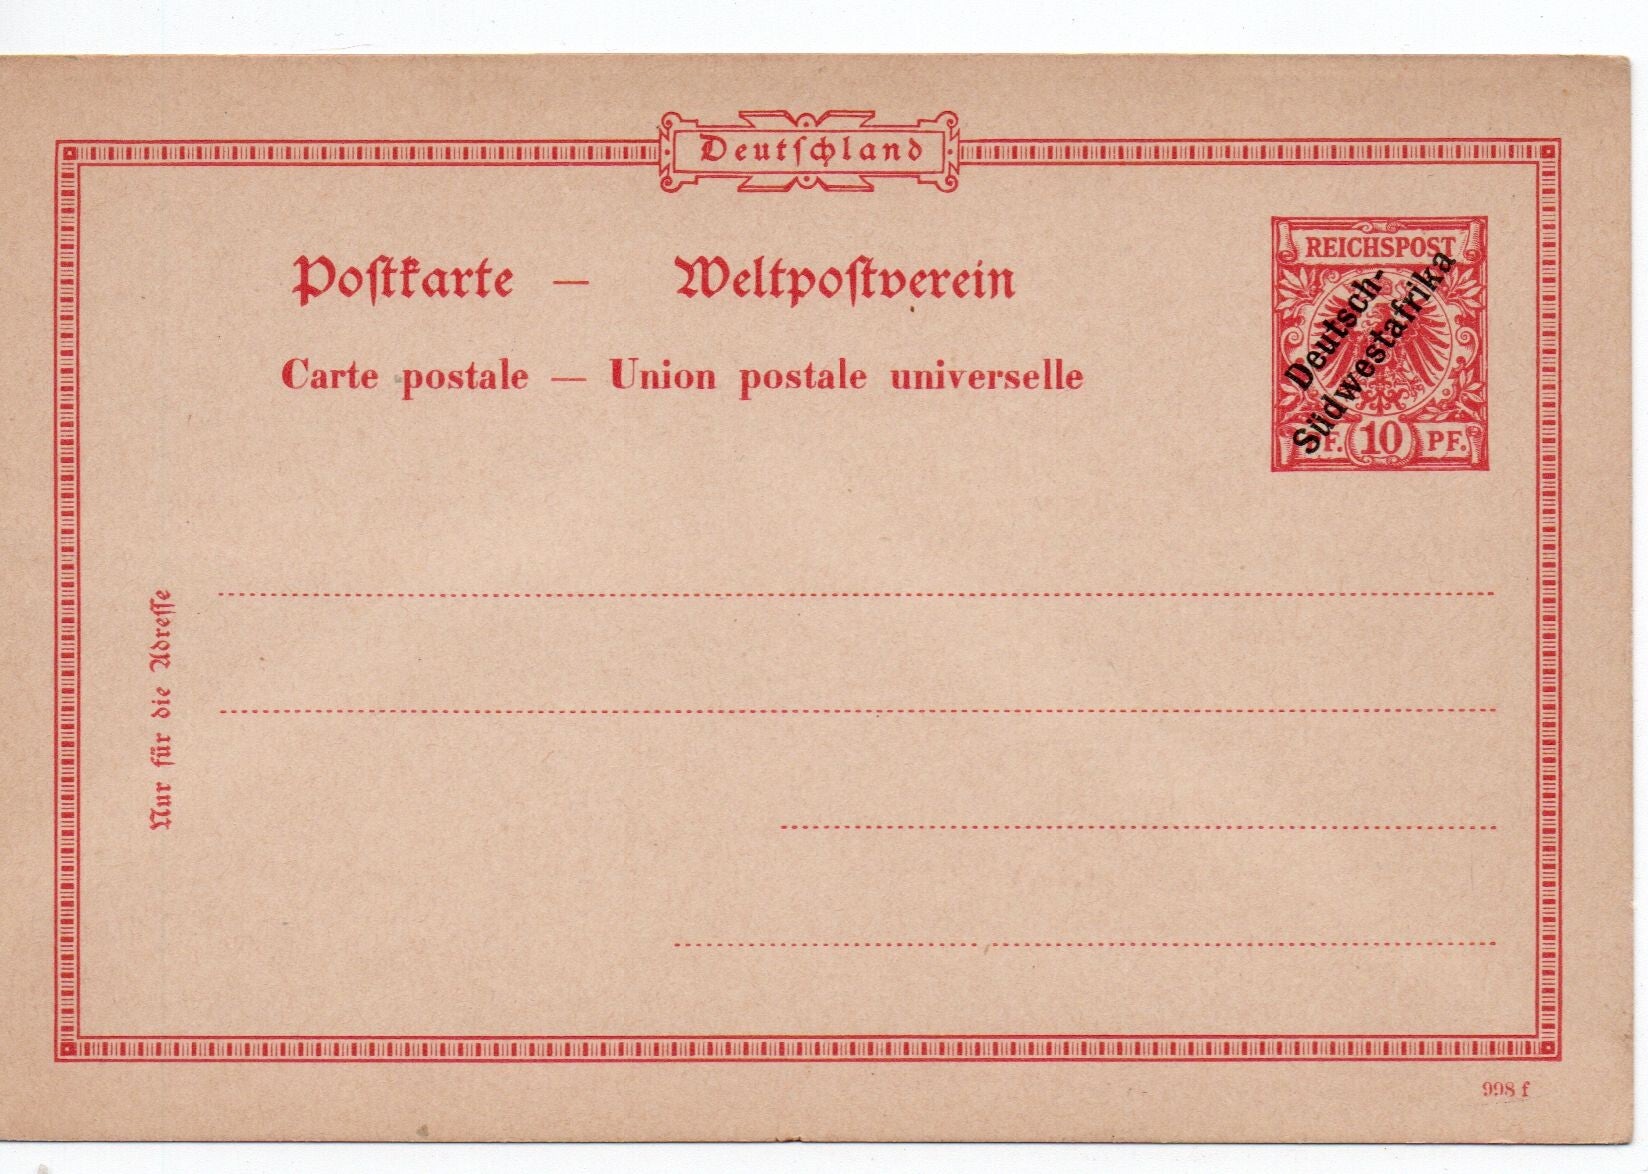 Deutschland
Postkarte — Weltpostverein
Carte postale — Union postale universelle
REICHSPOST
Deutsch-
Südwestafrika
F. 10 PF.
Nur für die Adresse
998 f